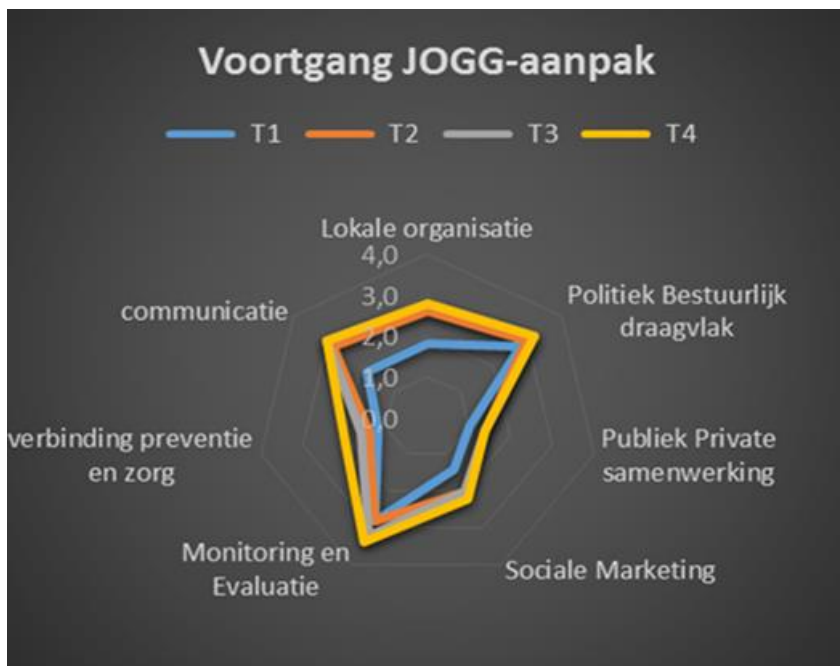 Voortgang JOGG-aanpak
T1 T2 T3 T4
Lokale organisatie
4,0
3,0
2,0
1,0
0,0
Politiek Bestuurlijk
draagvlak
Publiek Private
samenwerking
Sociale Marketing
Monitoring en
Evaluatie
verbinding preventie
en zorg
communicatie